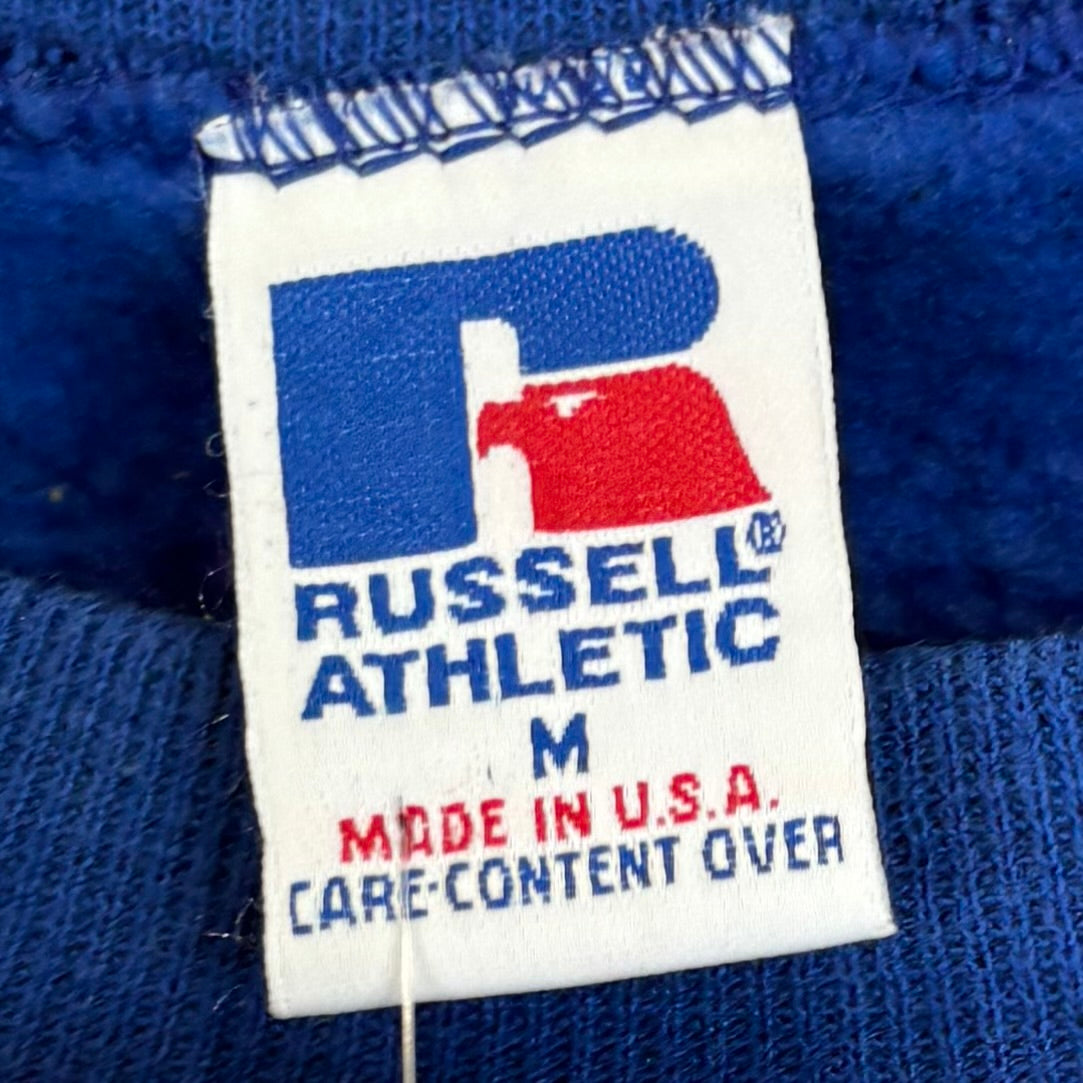 RUSSELL®
ATHLETIC
M
MADE IN U.S.A.
CARE-CONTENT OVER